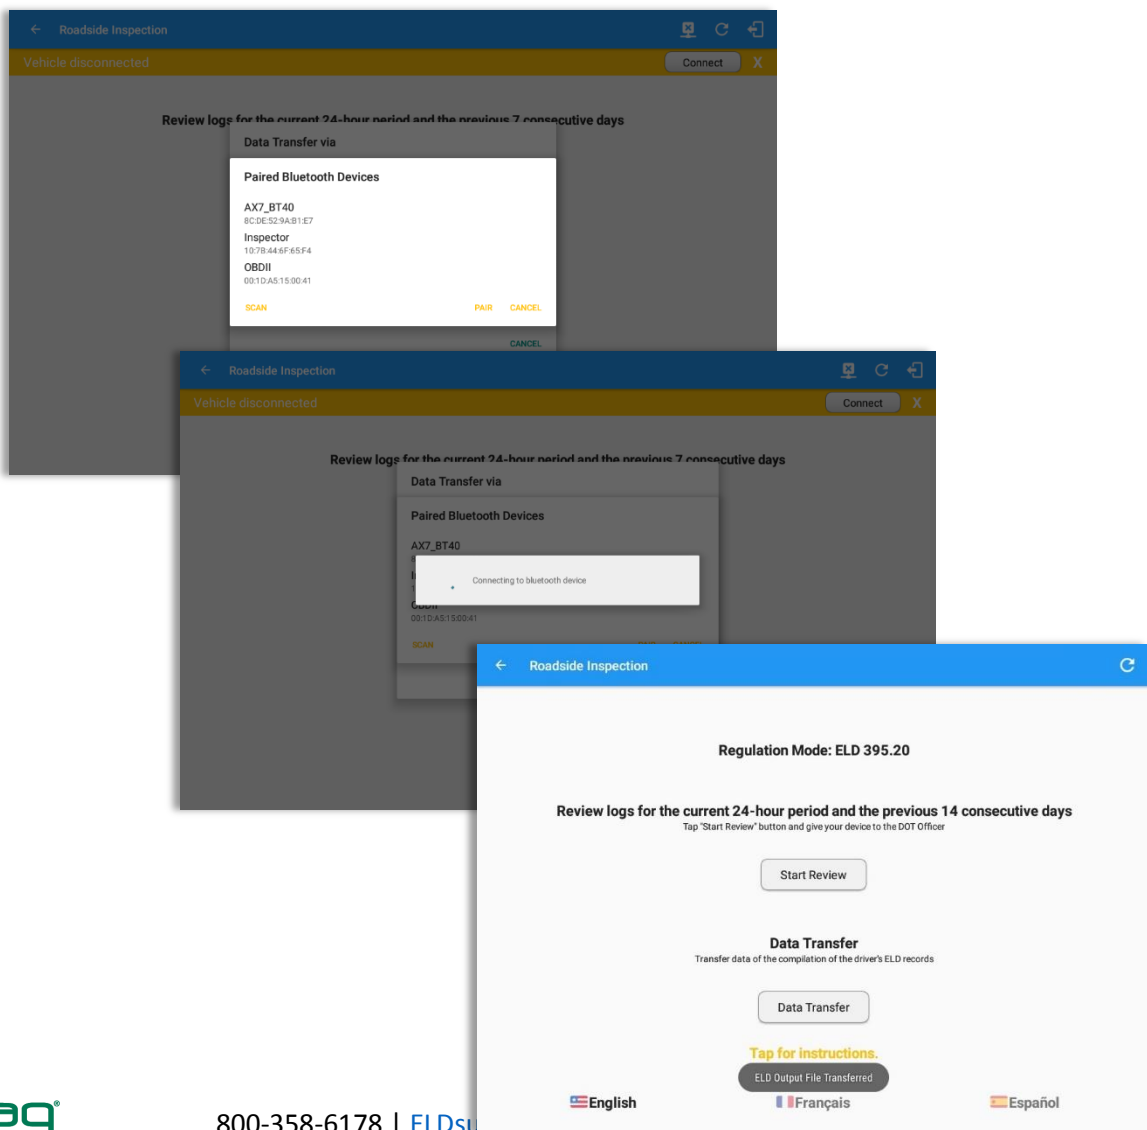 Roadside Inspection
Vehicle disconnected
Connect X
Review logs for the current 24-hour period and the previous 7 consecutive days
Data Transfer via
Paired Bluetooth Devices
AX7_BT40
8C:DE:52:9A:B1:E7
Inspector
10:7B:44:6F:65:F4
OBDII
00:1D:A5:15:00:41
SCAN PAIR CANCEL
CANCEL
Roadside Inspection
Vehicle disconnected
Connect X
Review logs for the current 24-hour period and the previous 7 consecutive days
Data Transfer via
Paired Bluetooth Devices
AX7_BT40
Connecting to bluetooth device
OBDII
00:1D:A5:15:00:41
SCAN PAIR CANCEL
Roadside Inspection
Regulation Mode: ELD 395.20
Review logs for the current 24-hour period and the previous 14 consecutive days
Tap "Start Review" button and give your device to the DOT Officer
Start Review
Data Transfer
Transfer data of the compilation of the driver's ELD records
Data Transfer
Tap for instructions.
ELD Output File Transferred
English Français Español
800-358-6178 |